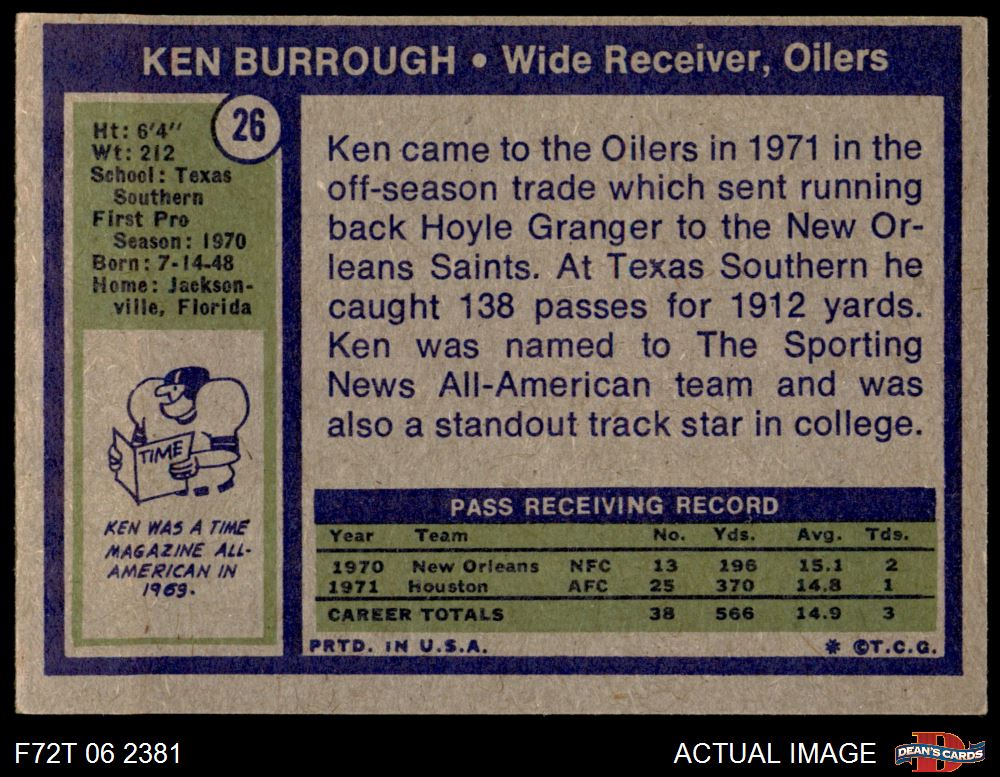 KEN BURROUGH • Wide Receiver, Oilers
26
Ht: 6'4"
Wt: 212
School: Texas
Southern
First Pro
Season: 1970
Born: 7-14-48
Home: Jackson-
ville, Florida
TIME
KEN WAS A TIME
MAGAZINE ALL-
AMERICAN IN
1969.
Ken came to the Oilers in 1971 in the
off-season trade which sent running
back Hoyle Granger to the New Or-
leans Saints. At Texas Southern he
caught 138 passes for 1912 yards.
Ken was named to The Sporting
News All-American team and was
also a standout track star in college.
PASS RECEIVING RECORD
Year Team No. Yds. Avg. Tds.
1970 New Orleans NFC 13 196 15.1 2
1971 Houston AFC 25 370 14.8 1
CAREER TOTALS 38 566 14.9 3
PRTD. IN U.S.A. * ©T.C.G.
F72T 06 2381
ACTUAL IMAGE
D
DEAN'S CARDS